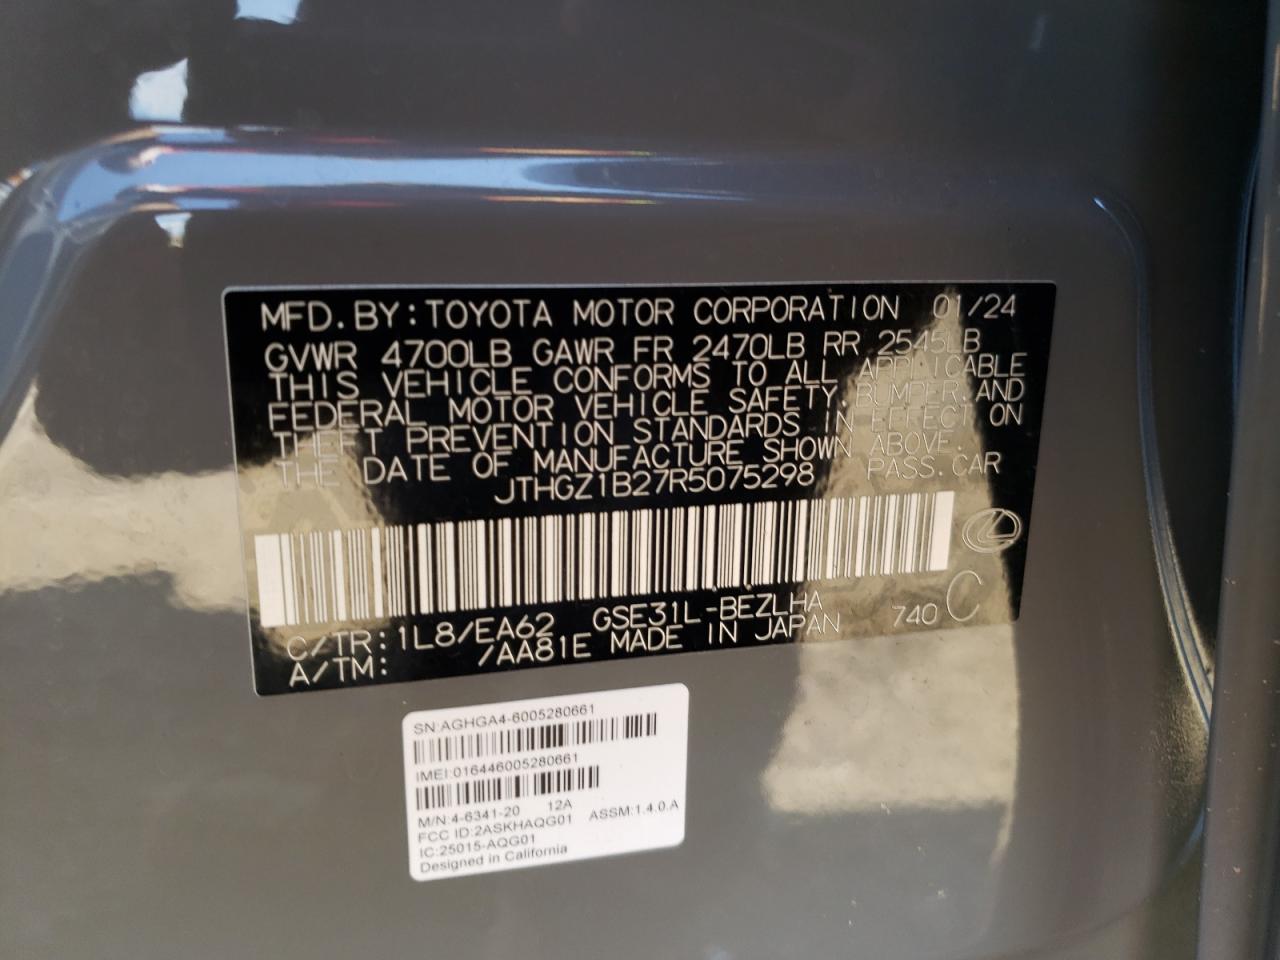 MFD. BY: TOYOTA MOTOR CORPORATION 01/24
GVWR 4700LB GAWR FR 2470LB RR 2545LB
THIS VEHICLE CONFORMS TO ALL APPLICABLE
FEDERAL MOTOR VEHICLE SAFETY, BUMPER, AND
THEFT PREVENTION STANDARDS IN EFFECT ON
THE DATE OF MANUFACTURE SHOWN ABOVE.
JTHGZ1B27R5075298 PASS. CAR
C/TR: 1L8/EA62 GSE31L-BEZLHA 740 C
A/TM: /AA81E MADE IN JAPAN
SN:AGHGA4-6005280661
IMEI:016446005280661
M/N:4-6341-20 12A ASSM:1.4.0.A
FCC ID:2ASKHAQG01
IC:25015-AQG01
Designed in California